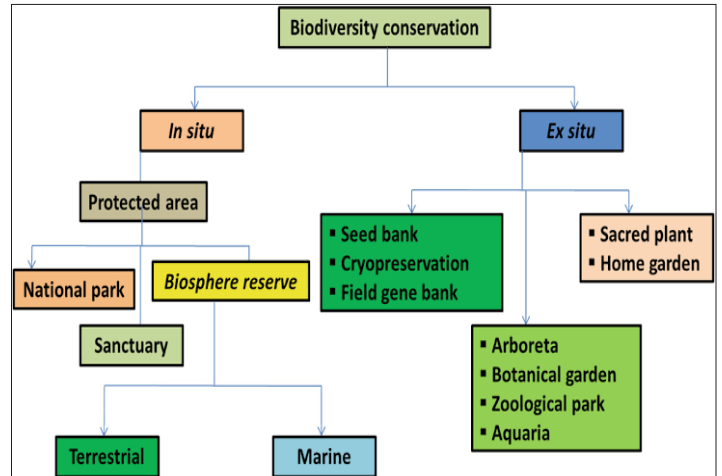 Biodiversity conservation
In situ
Ex situ
Protected area
National park
Biosphere reserve
Sanctuary
Terrestrial
Marine
▪ Seed bank
▪ Cryopreservation
▪ Field gene bank
▪ Sacred plant
▪ Home garden
▪ Arboreta
▪ Botanical garden
▪ Zoological park
▪ Aquaria